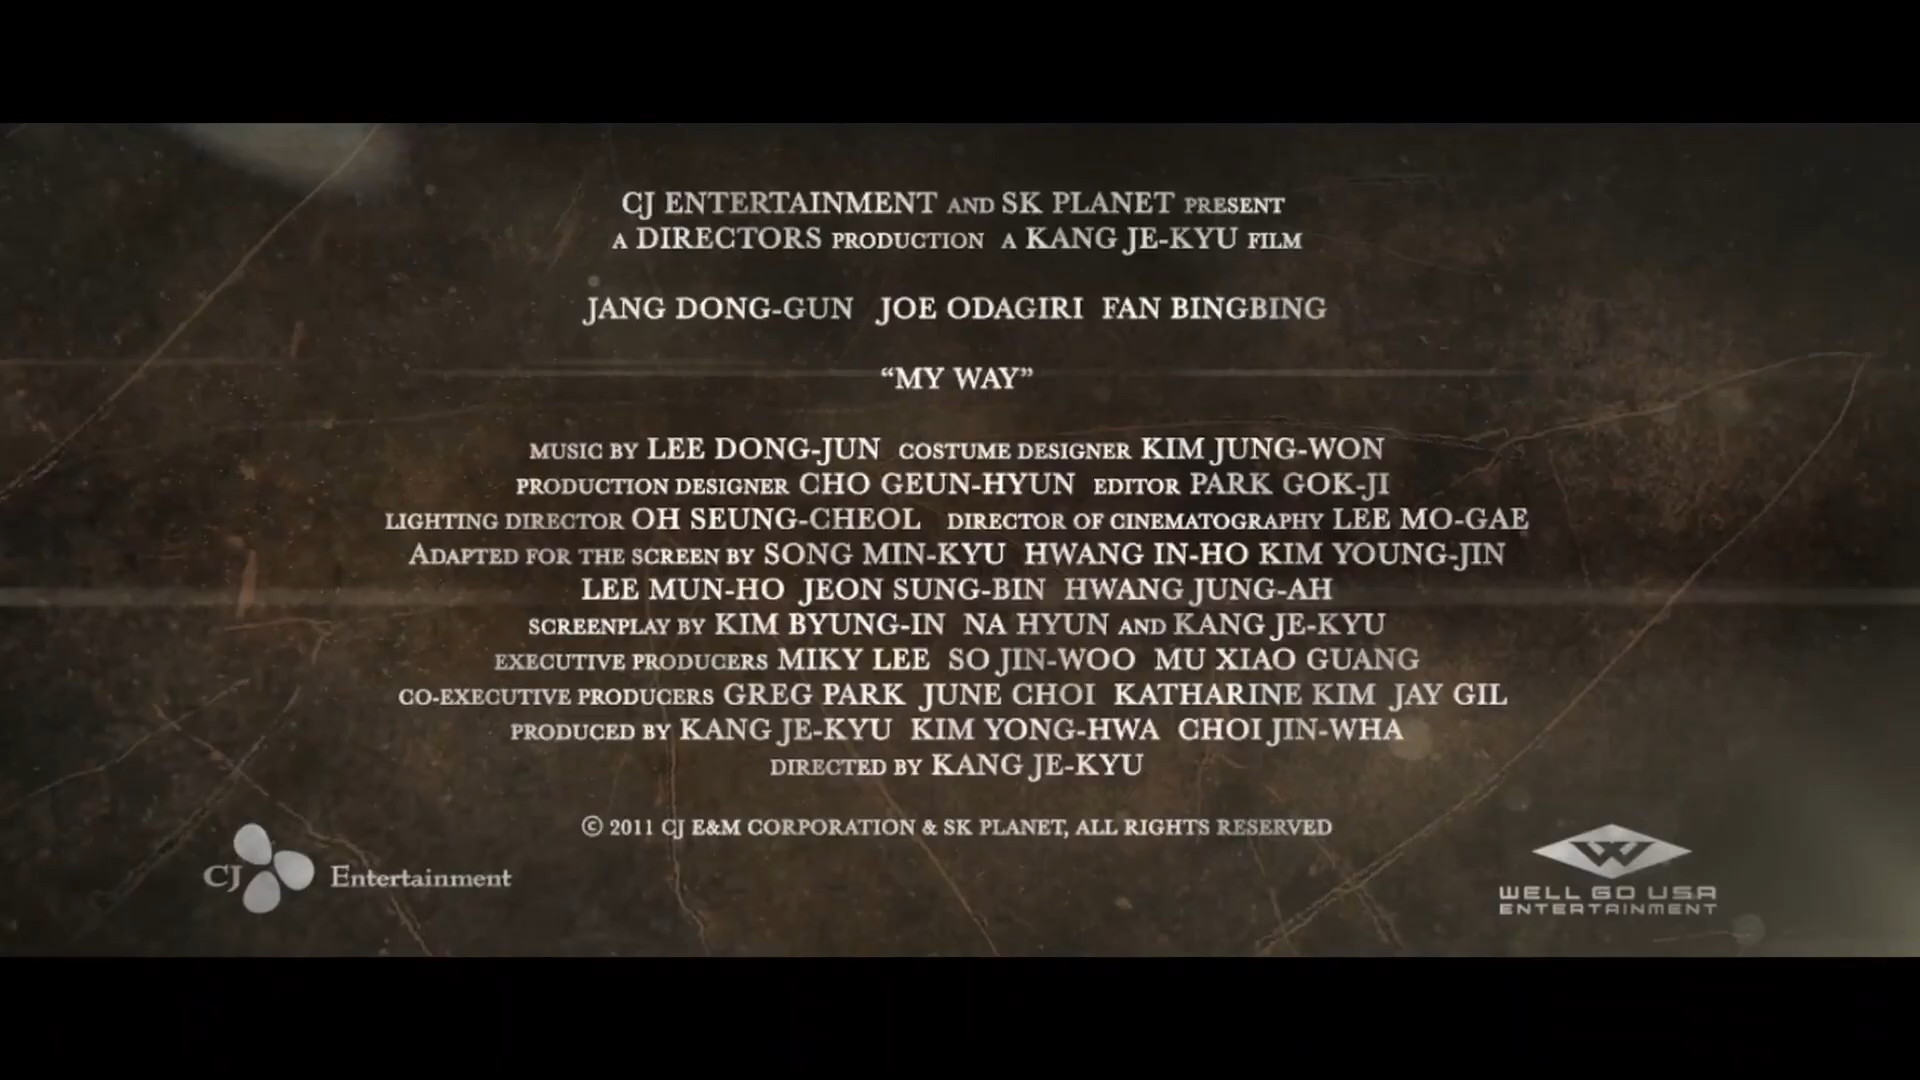 CJ ENTERTAINMENT AND SK PLANET PRESENT
A DIRECTORS PRODUCTION A KANG JE-KYU FILM
JANG DONG-GUN JOE ODAGIRI FAN BINGBING
“MY WAY”
MUSIC BY LEE DONG-JUN COSTUME DESIGNER KIM JUNG-WON
PRODUCTION DESIGNER CHO GEUN-HYUN EDITOR PARK GOK-JI
LIGHTING DIRECTOR OH SEUNG-CHEOL DIRECTOR OF CINEMATOGRAPHY LEE MO-GAE
ADAPTED FOR THE SCREEN BY SONG MIN-KYU HWANG IN-HO KIM YOUNG-JIN
LEE MUN-HO JEON SUNG-BIN HWANG JUNG-AH
SCREENPLAY BY KIM BYUNG-IN NA HYUN AND KANG JE-KYU
EXECUTIVE PRODUCERS MIKY LEE SO JIN-WOO MU XIAO GUANG
CO-EXECUTIVE PRODUCERS GREG PARK JUNE CHOI KATHARINE KIM JAY GIL
PRODUCED BY KANG JE-KYU KIM YONG-HWA CHOI JIN-WHA
DIRECTED BY KANG JE-KYU
© 2011 CJ E&M CORPORATION & SK PLANET, ALL RIGHTS RESERVED
CJ Entertainment
WELL GO USA
ENTERTAINMENT